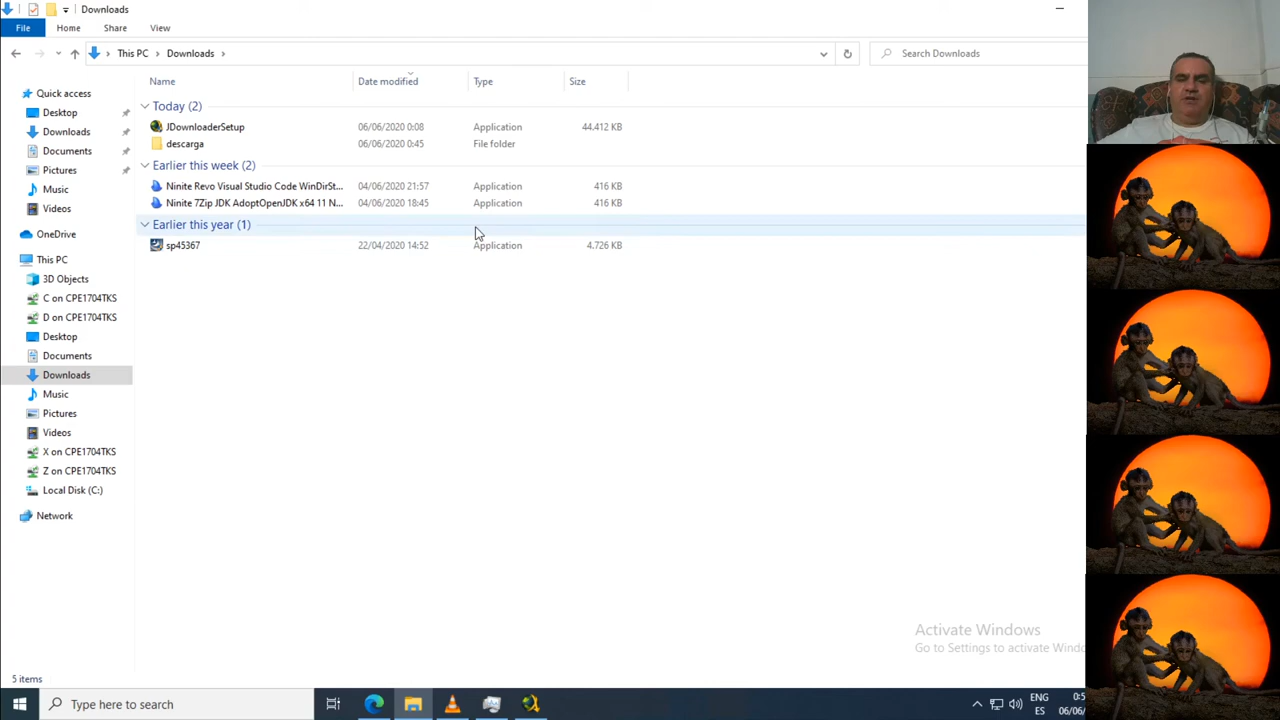 Downloads
File Home Share View
This PC Downloads Search Downloads
Name Date modified Type Size
Quick access
Desktop
Downloads
Documents
Pictures
Music
Videos
OneDrive
This PC
3D Objects
C on CPE1704TKS
D on CPE1704TKS
Desktop
Documents
Downloads
Music
Pictures
Videos
X on CPE1704TKS
Z on CPE1704TKS
Local Disk (C:)
Network
Today (2)
JDownloaderSetup 06/06/2020 0:08 Application 44.412 KB
descarga 06/06/2020 0:45 File folder
Earlier this week (2)
Ninite Revo Visual Studio Code WinDirSt... 04/06/2020 21:57 Application 416 KB
Ninite 7Zip JDK AdoptOpenJDK x64 11 N... 04/06/2020 18:45 Application 416 KB
Earlier this year (1)
sp45367 22/04/2020 14:52 Application 4.726 KB
Activate Windows
Go to Settings to activate Windo
5 items
Type here to search
ENG
ES
0:5
06/06/